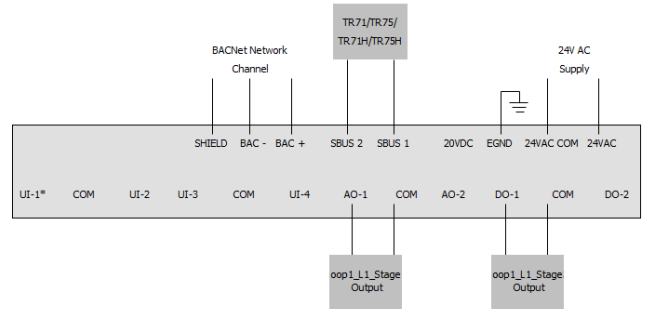 TR71/TR75/
TR71H/TR75H
BACNet Network
Channel
24V AC
Supply
SHIELD BAC - BAC + SBUS 2 SBUS 1 20VDC EGND 24VAC COM 24VAC
UI-1* COM UI-2 UI-3 COM UI-4 AO-1 COM AO-2 DO-1 COM DO-2
oop1_L1_Stage
Output
oop1_L1_Stage
Output